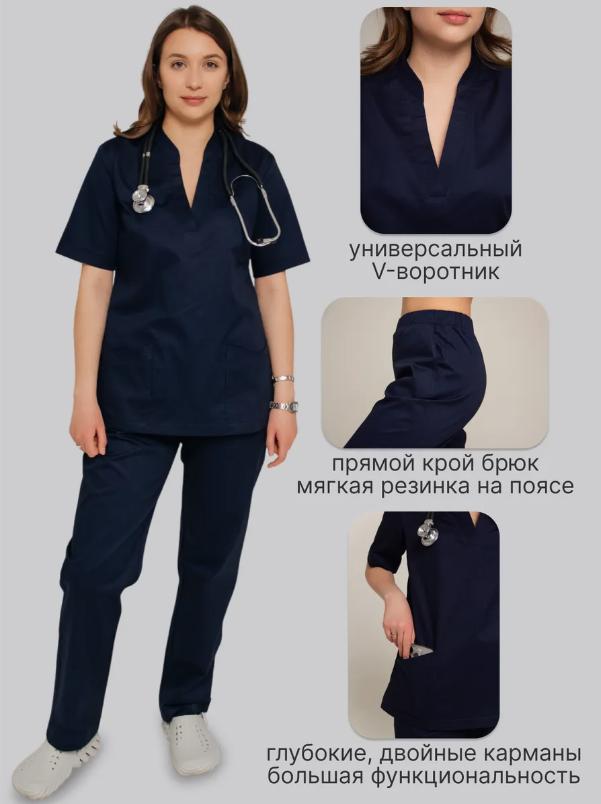 универсальный
V-воротник
прямой крой брюк
мягкая резинка на поясе
глубокие, двойные карманы
большая функциональность